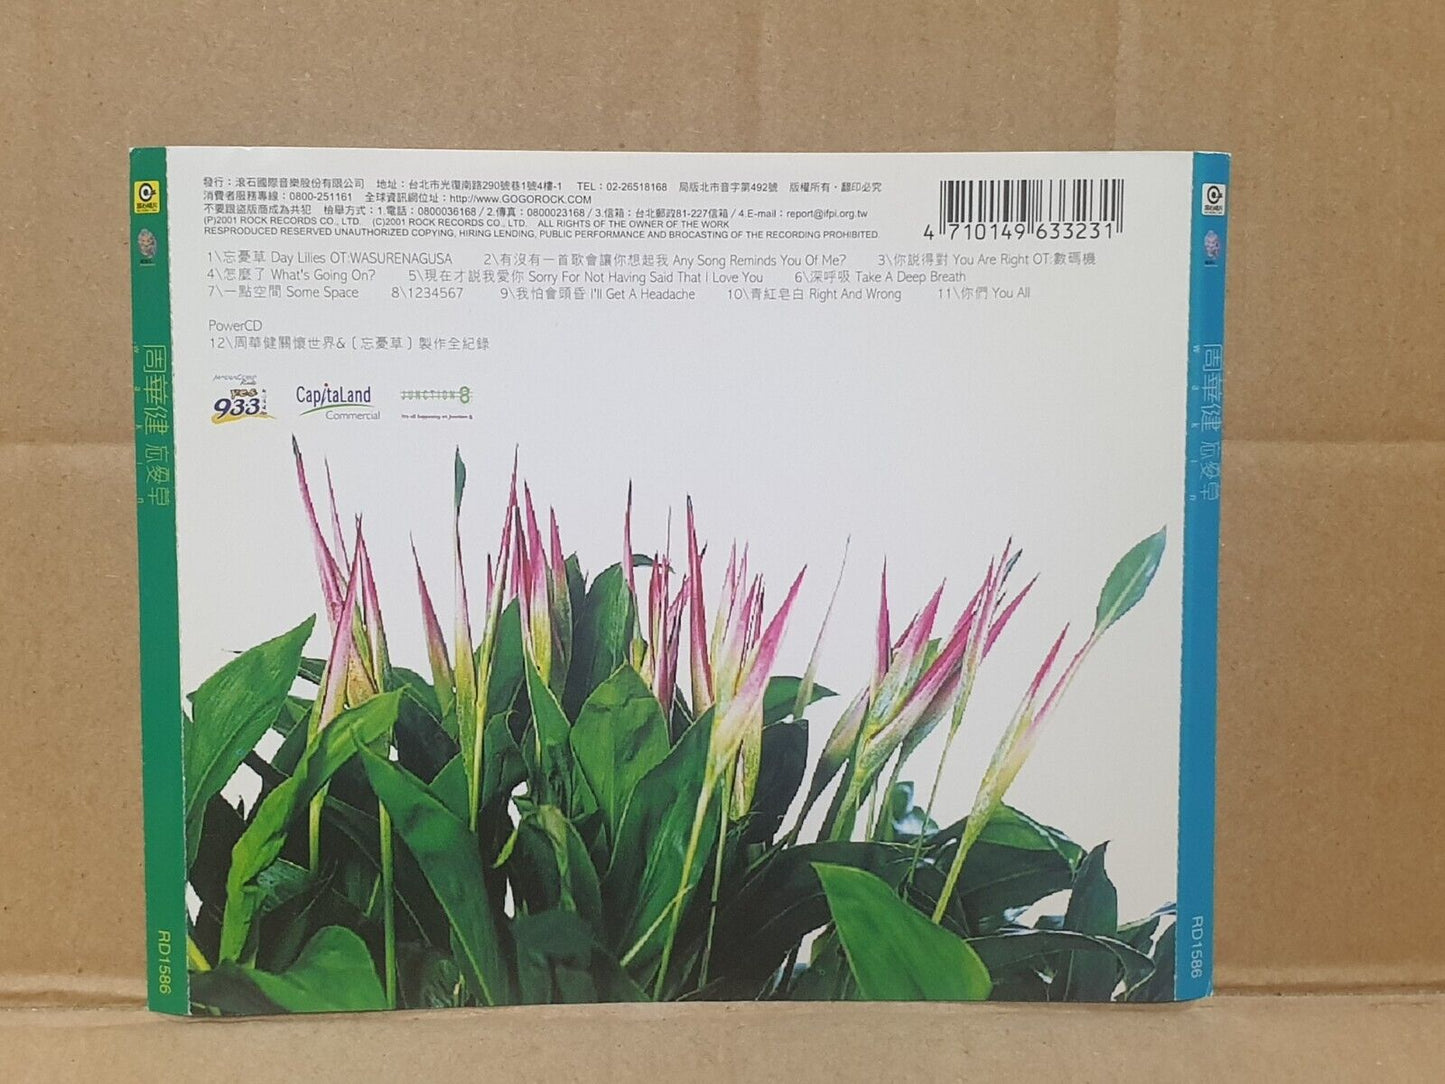 發行：滾石國際音樂股份有限公司 地址：台北市光復南路290號巷1號4樓-1 TEL：02-26518168 局版北市音字第492號 版權所有・翻印必究
消費者服務專線：0800-251161 全球資訊網位址：http://www.GOGOROCK.COM
不要跟盜版商成為共犯 檢舉方式：1.電話：0800036168 / 2.傳真：0800023168 / 3.信箱：台北郵政81-227信箱 / 4.E-mail：report@ifpi.org.tw
(P)2001 ROCK RECORDS CO., LTD. (C)2001 ROCK RECORDS CO., LTD. ALL RIGHTS OF THE OWNER OF THE WORK
RESPRODUCED RESERVED UNAUTHORIZED COPYING, HIRING LENDING, PUBLIC PERFORMANCE AND BROCASTING OF THE RECORDING PROHIBITED.
4 710149 633231
1\忘憂草 Day Lilies OT:WASURENAGUSA 2\有沒有一首歌會讓你想起我 Any Song Reminds You Of Me? 3\你說得對 You Are Right OT:數碼機
4\怎麼了 What's Going On? 5\現在才說我愛你 Sorry For Not Having Said That I Love You 6\深呼吸 Take A Deep Breath
7\一點空間 Some Space 8\1234567 9\我怕會頭昏 I'll Get A Headache 10\青紅皂白 Right And Wrong 11\你們 You All
PowerCD
12\周華健關懷世界&〔忘憂草〕製作全紀錄
yes 933
CapitaLand
Commercial
JUNCTION 8
It's all happening at Junction 8
周華健 忘憂草
wakin
RD1586
周華健 忘憂草
wakin
RD1586